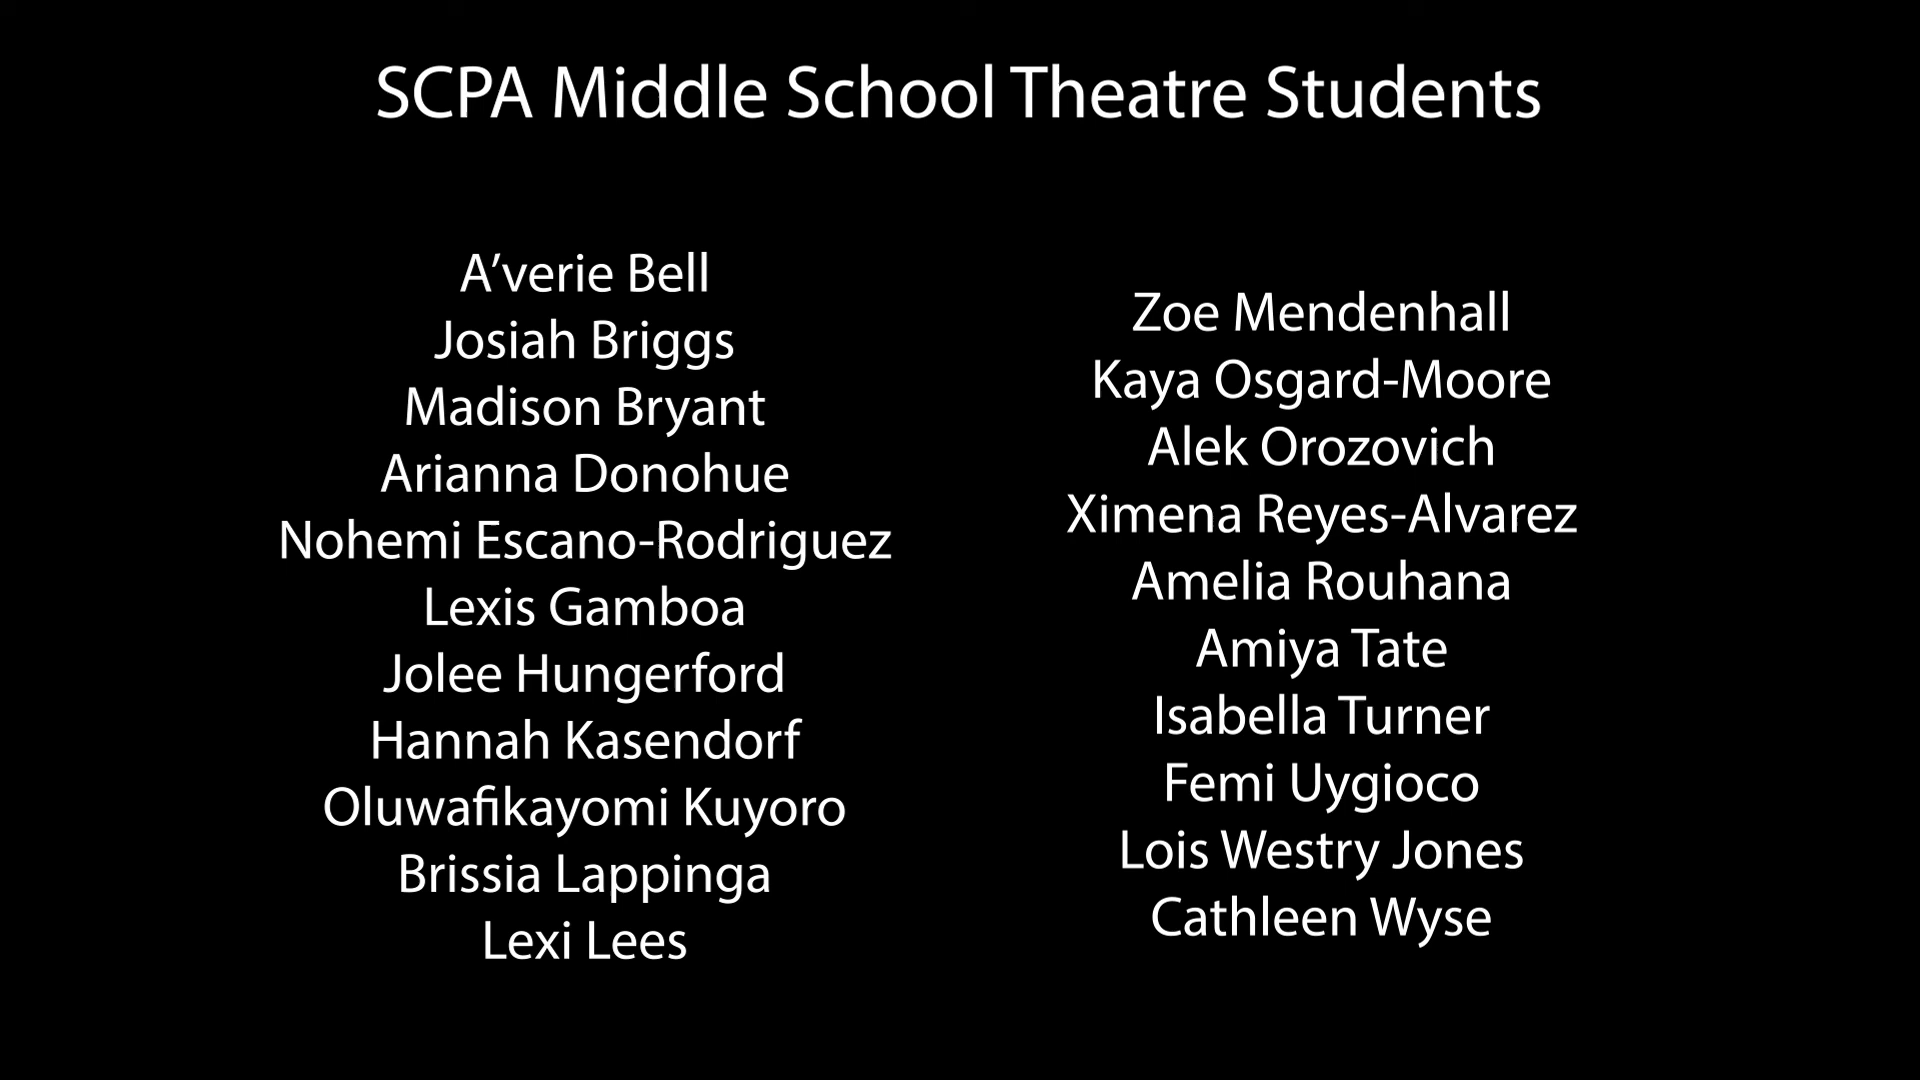 SCPA Middle School Theatre Students
A’verie Bell
Josiah Briggs
Madison Bryant
Arianna Donohue
Nohemi Escano-Rodriguez
Lexis Gamboa
Jolee Hungerford
Hannah Kasendorf
Oluwafikayomi Kuyoro
Brissia Lappinga
Lexi Lees
Zoe Mendenhall
Kaya Osgard-Moore
Alek Orozovich
Ximena Reyes-Alvarez
Amelia Rouhana
Amiya Tate
Isabella Turner
Femi Uygioco
Lois Westry Jones
Cathleen Wyse